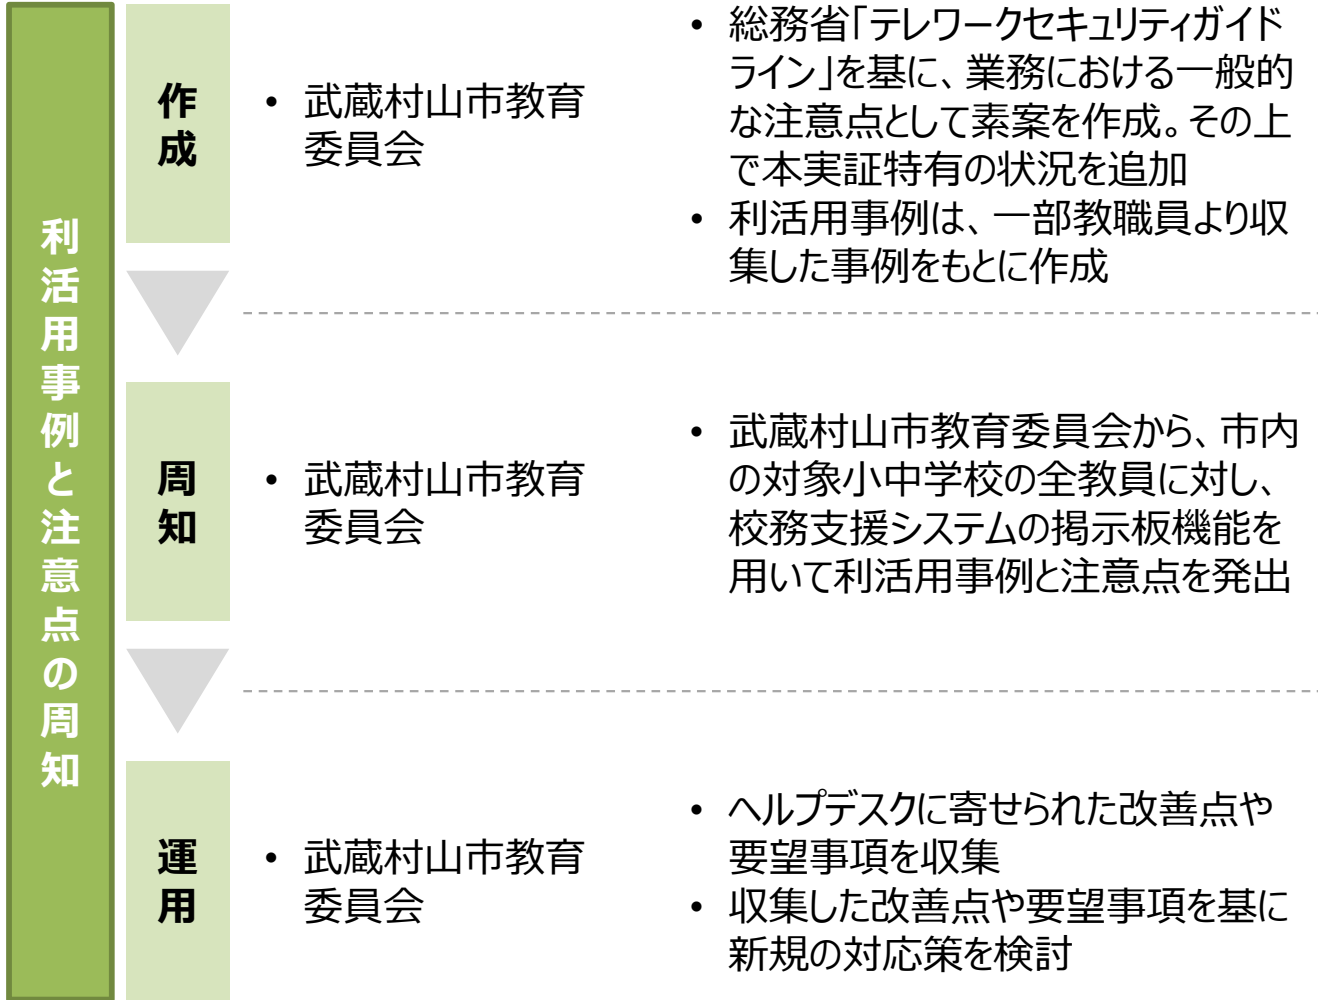 利活用事例と注意点の周知
作成
• 武蔵村山市教育
委員会
• 総務省「テレワークセキュリティガイド
ライン」を基に、業務における一般的
な注意点として素案を作成。その上
で本実証特有の状況を追加
• 利活用事例は、一部教職員より収
集した事例をもとに作成
周知
• 武蔵村山市教育
委員会
• 武蔵村山市教育委員会から、市内
の対象小中学校の全教員に対し、
校務支援システムの掲示板機能を
用いて利活用事例と注意点を発出
運用
• 武蔵村山市教育
委員会
• ヘルプデスクに寄せられた改善点や
要望事項を収集
• 収集した改善点や要望事項を基に
新規の対応策を検討